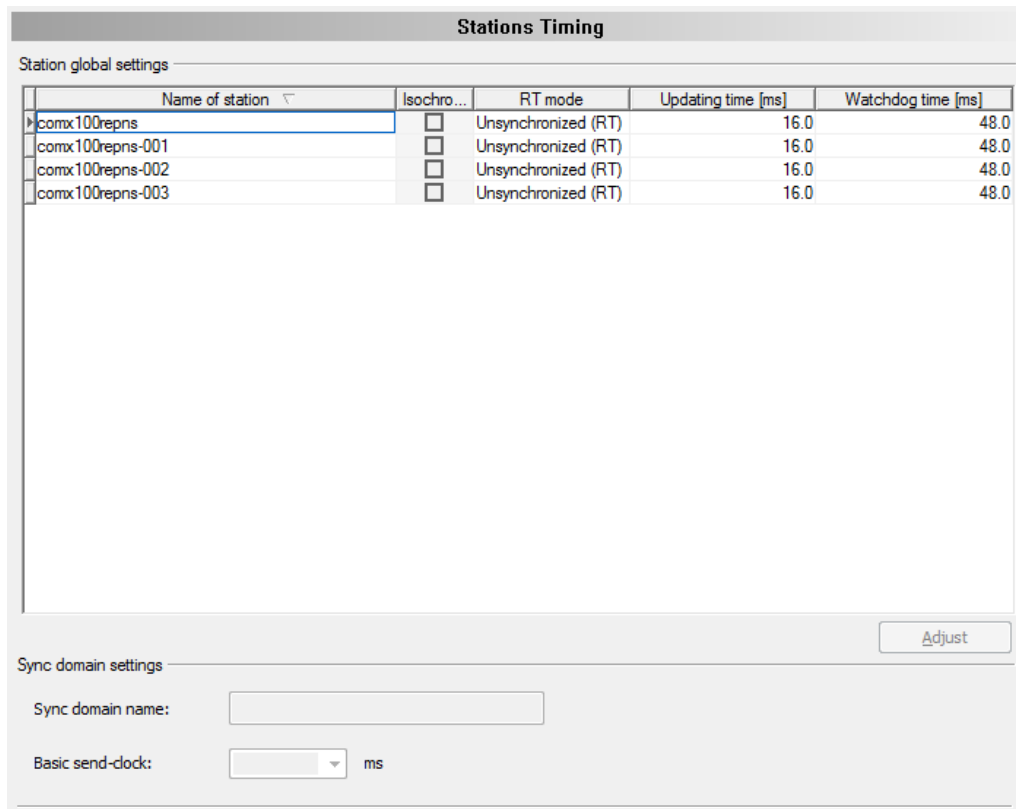 Stations Timing
Station global settings
Name of station Isochro... RT mode Updating time [ms] Watchdog time [ms]
comx100repns Unsynchronized (RT) 16.0 48.0
comx100repns-001 Unsynchronized (RT) 16.0 48.0
comx100repns-002 Unsynchronized (RT) 16.0 48.0
comx100repns-003 Unsynchronized (RT) 16.0 48.0
Adjust
Sync domain settings
Sync domain name:
Basic send-clock: ms